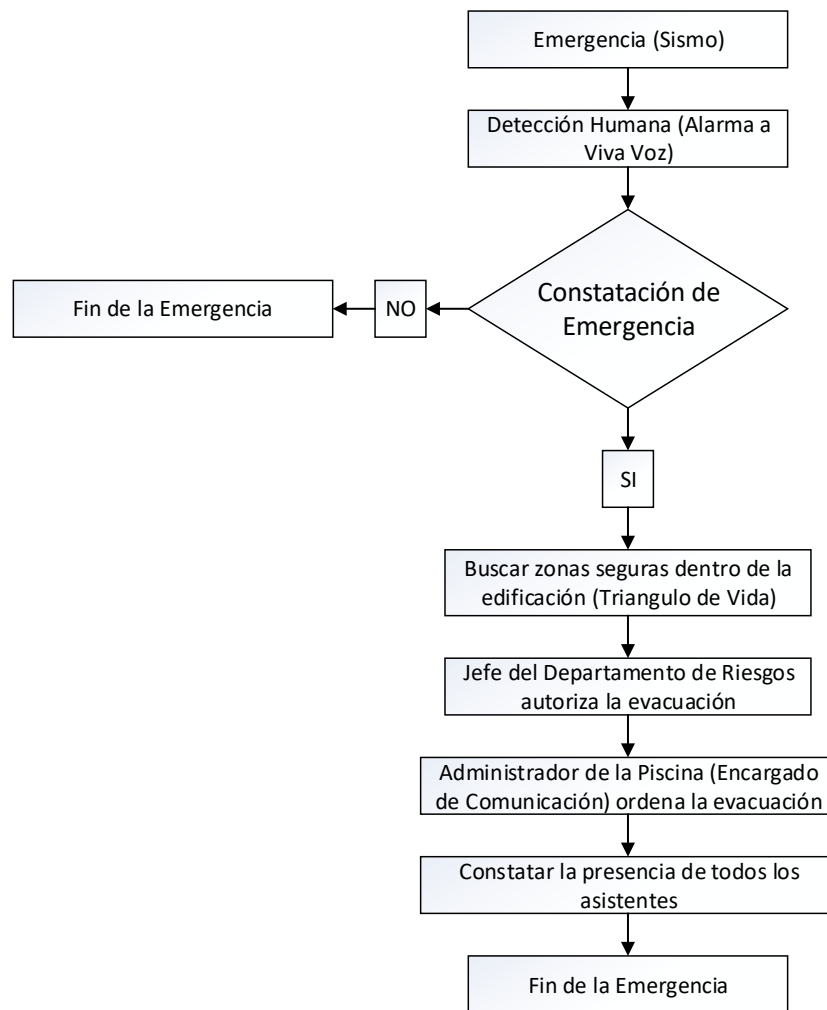 Emergencia (Sismo)
Detección Humana (Alarma a
Viva Voz)
Constatación de
Emergencia
NO
Fin de la Emergencia
SI
Buscar zonas seguras dentro de la
edificación (Triangulo de Vida)
Jefe del Departamento de Riesgos
autoriza la evacuación
Administrador de la Piscina (Encargado
de Comunicación) ordena la evacuación
Constatar la presencia de todos los
asistentes
Fin de la Emergencia